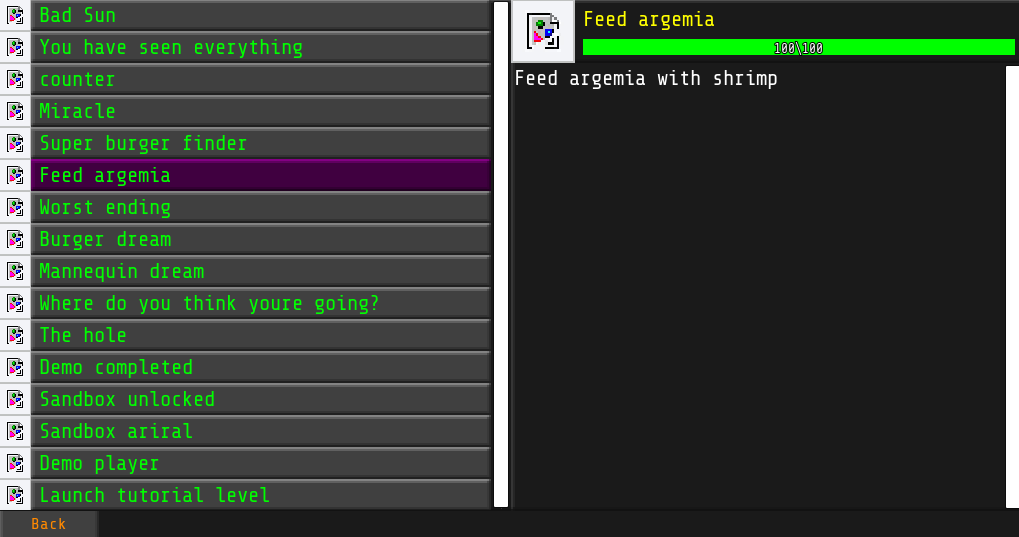 Bad Sun
You have seen everything
counter
Miracle
Super burger finder
Feed argemia
Worst ending
Burger dream
Mannequin dream
Where do you think youre going?
The hole
Demo completed
Sandbox unlocked
Sandbox ariral
Demo player
Launch tutorial level
Back
Feed argemia
100\100
Feed argemia with shrimp